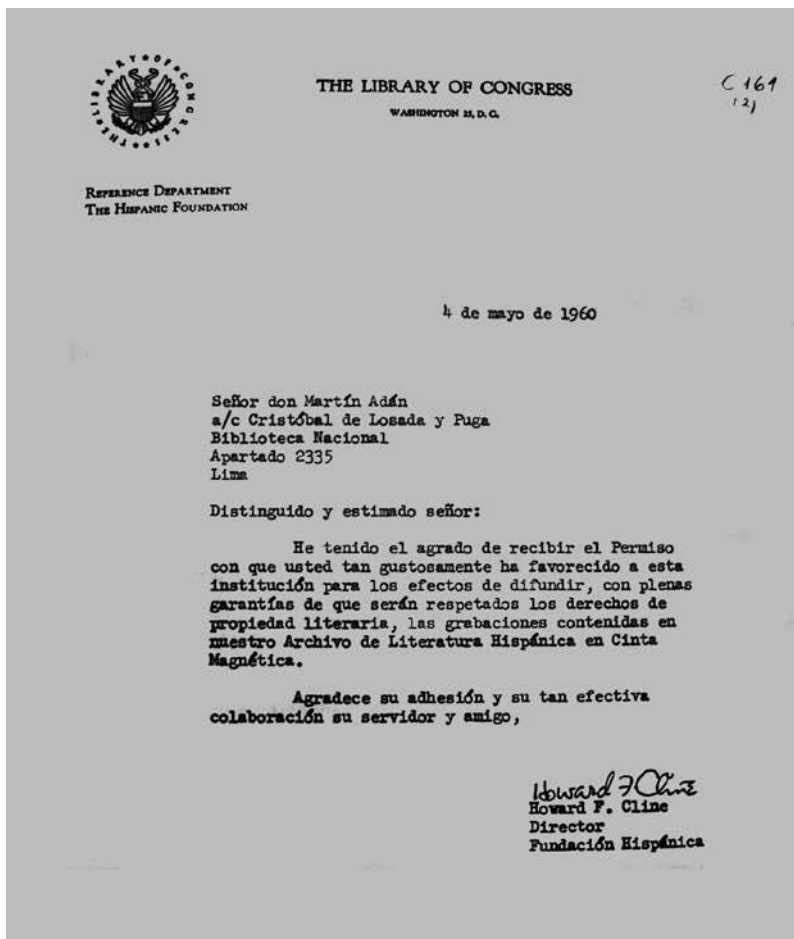 THE LIBRARY OF CONGRESS
THE LIBRARY OF CONGRESS
WASHINGTON 25, D. C.
C 161
(2)
REFERENCE DEPARTMENT
THE HISPANIC FOUNDATION
4 de mayo de 1960
Señor don Martín Adán
a/c Cristóbal de Losada y Puga
Biblioteca Nacional
Apartado 2335
Lima
Distinguido y estimado señor:
He tenido el agrado de recibir el Permiso
con que usted tan gustosamente ha favorecido a esta
institución para los efectos de difundir, con plenas
garantías de que serán respetados los derechos de
propiedad literaria, las grabaciones contenidas en
nuestro Archivo de Literatura Hispánica en Cinta
Magnética.
Agradece su adhesión y su tan efectiva
colaboración su servidor y amigo,
Howard F Cline
Howard F. Cline
Director
Fundación Hispánica